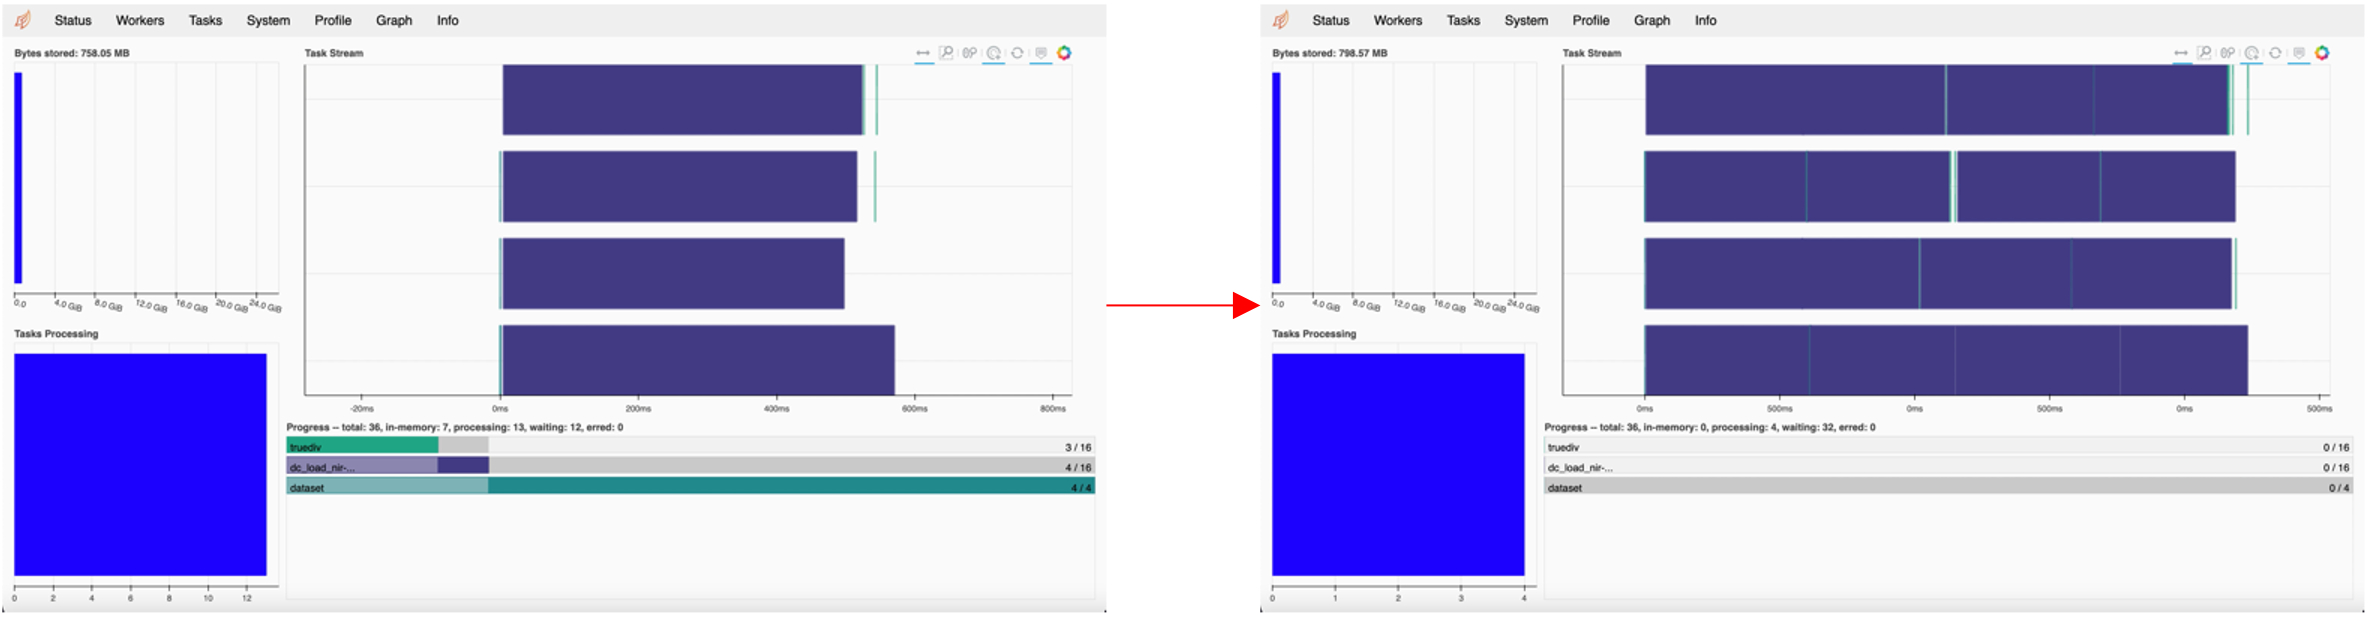 Status Workers Tasks System Profile Graph Info
Bytes stored: 758.05 MB
Task Stream
0.0 4.0 GiB 8.0 GiB 12.0 GiB 16.0 GiB 20.0 GiB 24.0 GiB
Tasks Processing
0 2 4 6 8 10 12
-20ms 0ms 200ms 400ms 600ms 800ms
Progress -- total: 36, in-memory: 7, processing: 13, waiting: 12, erred: 0
truediv 3 / 16
dc_load_nir-... 4 / 16
dataset 4 / 4
Status Workers Tasks System Profile Graph Info
Bytes stored: 798.57 MB
Task Stream
0.0 4.0 GiB 8.0 GiB 12.0 GiB 16.0 GiB 20.0 GiB 24.0 GiB
Tasks Processing
0 1 2 3 4
0ms 500ms 0ms 500ms 0ms 500ms
Progress -- total: 36, in-memory: 0, processing: 4, waiting: 32, erred: 0
truediv 0 / 16
dc_load_nir-... 0 / 16
dataset 0 / 4